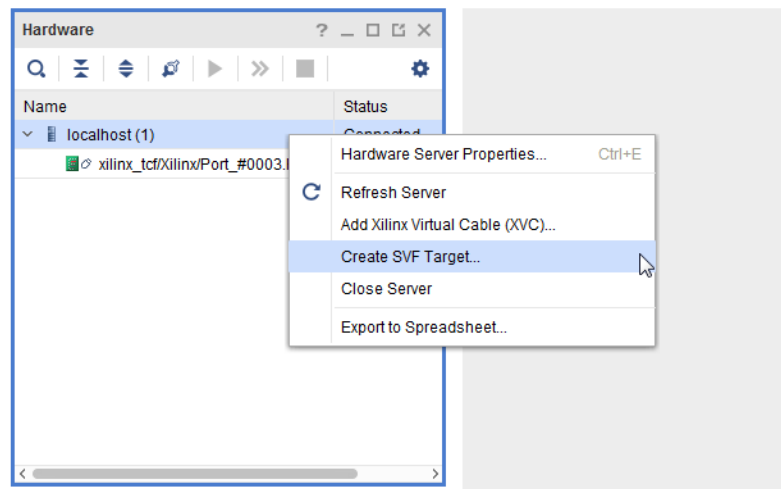 Hardware
Name Status
localhost (1) Connected
xilinx_tcf/Xilinx/Port_#0003.
Hardware Server Properties... Ctrl+E
Refresh Server
Add Xilinx Virtual Cable (XVC)...
Create SVF Target...
Close Server
Export to Spreadsheet...